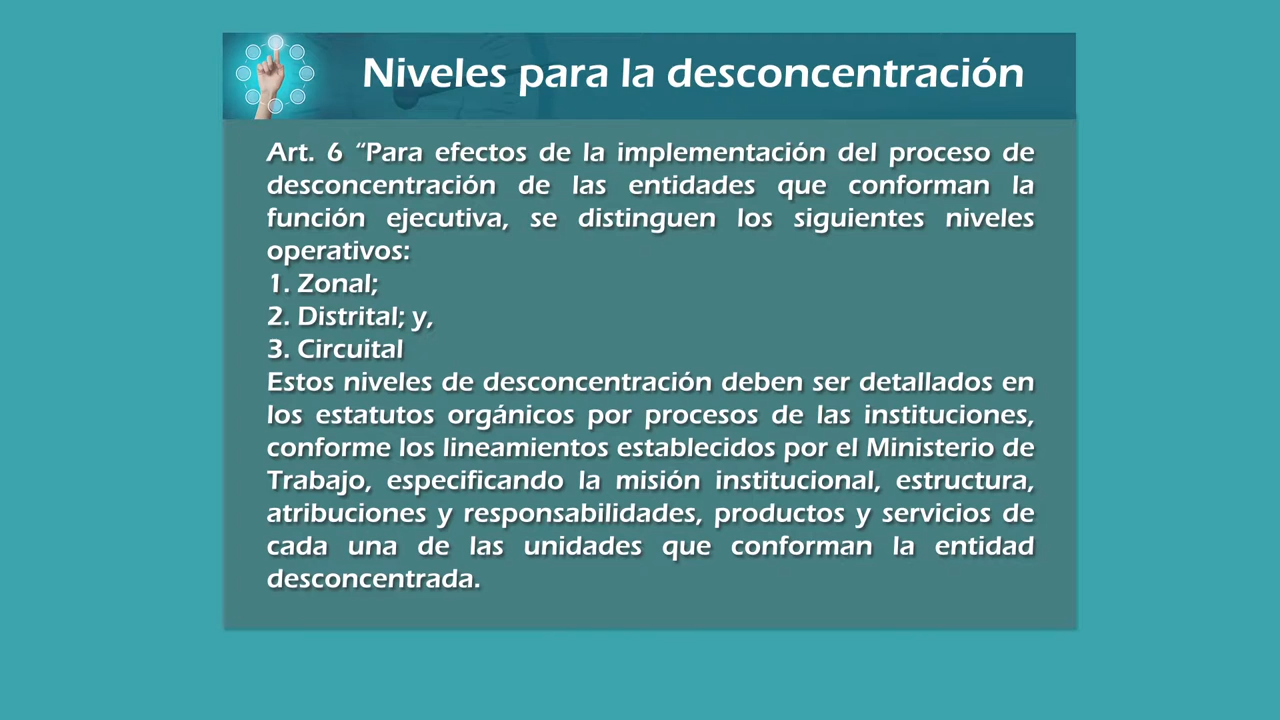 Niveles para la desconcentración
Art. 6 “Para efectos de la implementación del proceso de
desconcentración de las entidades que conforman la
función ejecutiva, se distinguen los siguientes niveles
operativos:
1. Zonal;
2. Distrital; y,
3. Circuital
Estos niveles de desconcentración deben ser detallados en
los estatutos orgánicos por procesos de las instituciones,
conforme los lineamientos establecidos por el Ministerio de
Trabajo, especificando la misión institucional, estructura,
atribuciones y responsabilidades, productos y servicios de
cada una de las unidades que conforman la entidad
desconcentrada.